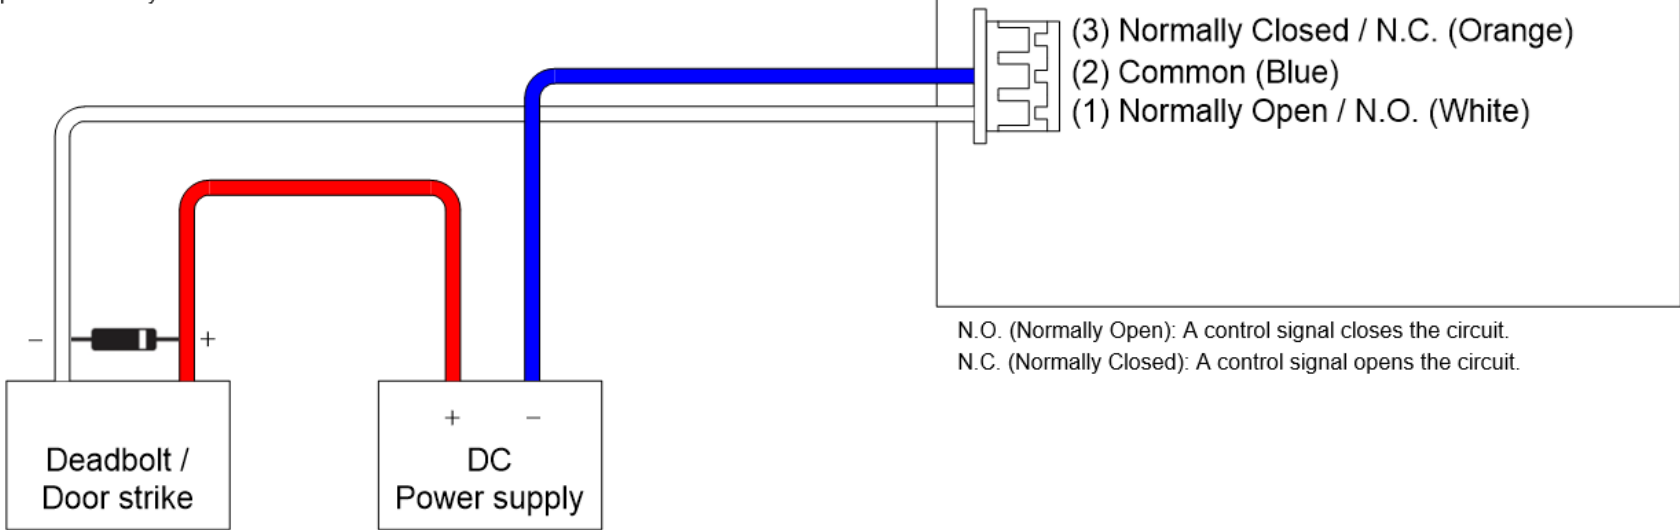 (3) Normally Closed / N.C. (Orange)
(2) Common (Blue)
(1) Normally Open / N.O. (White)
N.O. (Normally Open): A control signal closes the circuit.
N.C. (Normally Closed): A control signal opens the circuit.
− +
+ −
Deadbolt /
Door strike
DC
Power supply